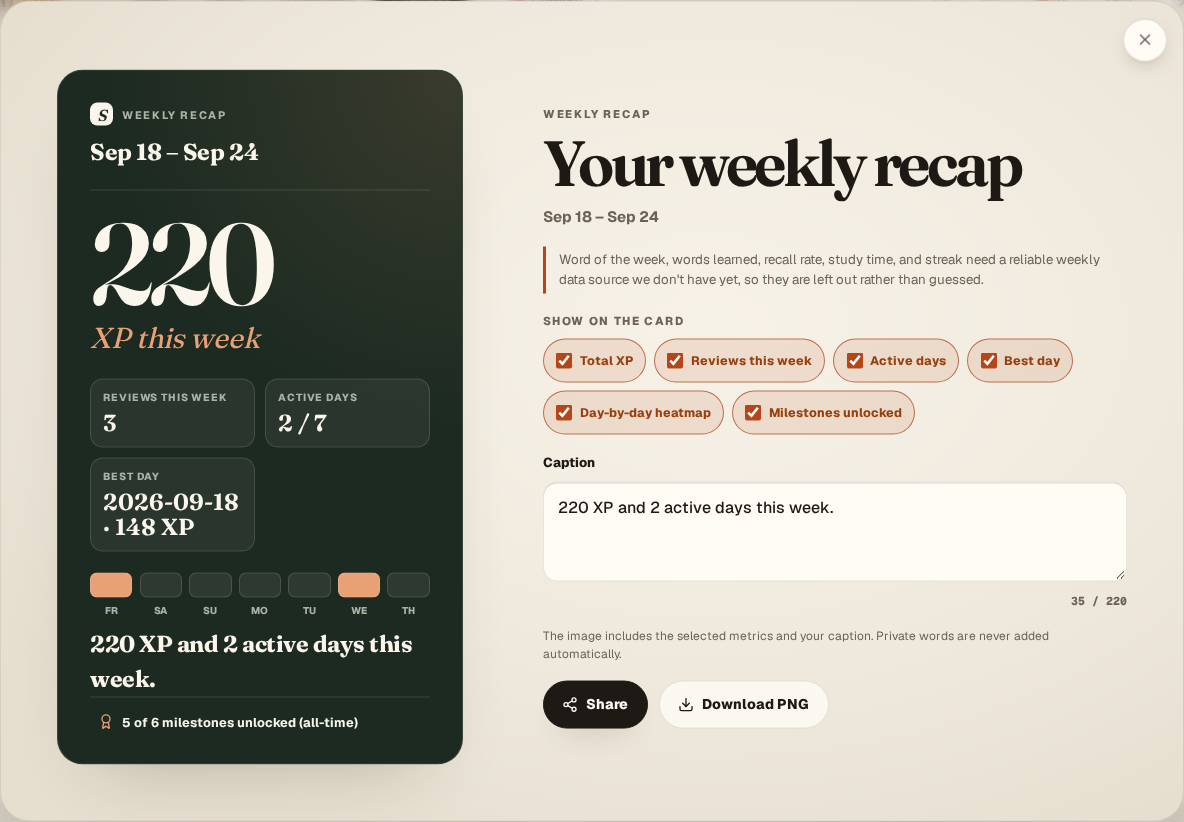 S WEEKLY RECAP
Sep 18 – Sep 24
220
XP this week
REVIEWS THIS WEEK
3
ACTIVE DAYS
2 / 7
BEST DAY
2026-09-18
· 148 XP
FR SA SU MO TU WE TH
220 XP and 2 active days this
week.
5 of 6 milestones unlocked (all-time)
WEEKLY RECAP
Your weekly recap
Sep 18 – Sep 24
Word of the week, words learned, recall rate, study time, and streak need a reliable weekly
data source we don't have yet, so they are left out rather than guessed.
SHOW ON THE CARD
Total XP Reviews this week Active days Best day
Day-by-day heatmap Milestones unlocked
Caption
220 XP and 2 active days this week.
35 / 220
The image includes the selected metrics and your caption. Private words are never added
automatically.
Share Download PNG